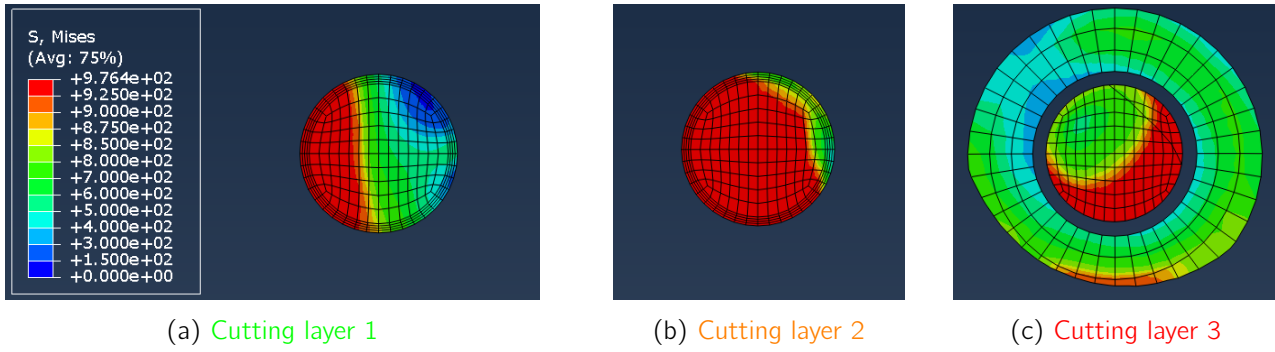 S, Mises
(Avg: 75%)
+9.764e+02
+9.250e+02
+9.000e+02
+8.750e+02
+8.500e+02
+8.000e+02
+7.000e+02
+6.000e+02
+5.000e+02
+4.000e+02
+3.000e+02
+1.500e+02
+0.000e+00
(a) Cutting layer 1
(b) Cutting layer 2
(c) Cutting layer 3